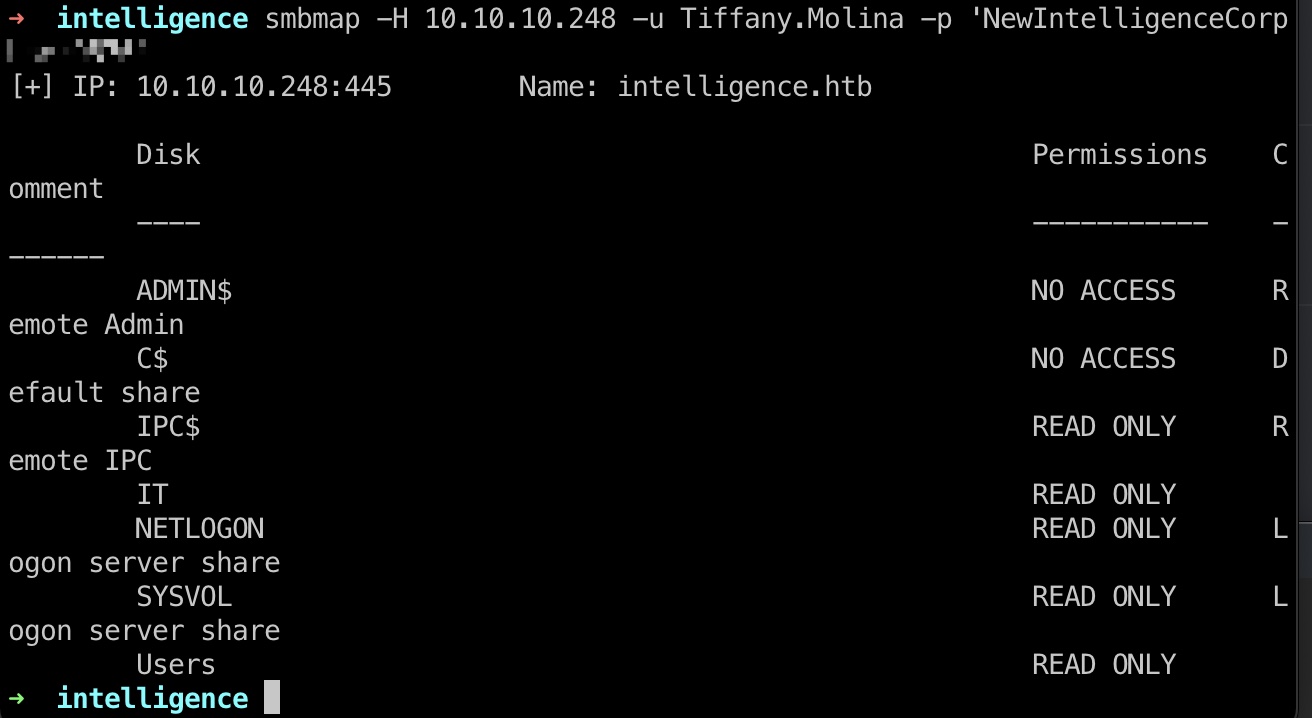 ➜ intelligence smbmap -H 10.10.10.248 -u Tiffany.Molina -p 'NewIntelligenceCorp
[+] IP: 10.10.10.248:445 Name: intelligence.htb
Disk Permissions C
omment
---- ----------- -
------
ADMIN$ NO ACCESS R
emote Admin
C$ NO ACCESS D
efault share
IPC$ READ ONLY R
emote IPC
IT READ ONLY
NETLOGON READ ONLY L
ogon server share
SYSVOL READ ONLY L
ogon server share
Users READ ONLY
➜ intelligence